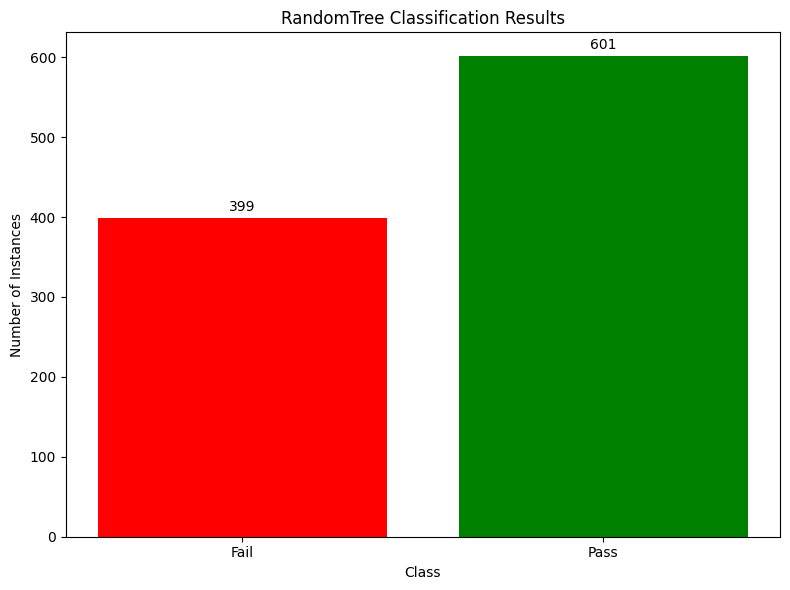 RandomTree Classification Results
Number of Instances
600
500
400
300
200
100
0
399
601
Fail
Pass
Class